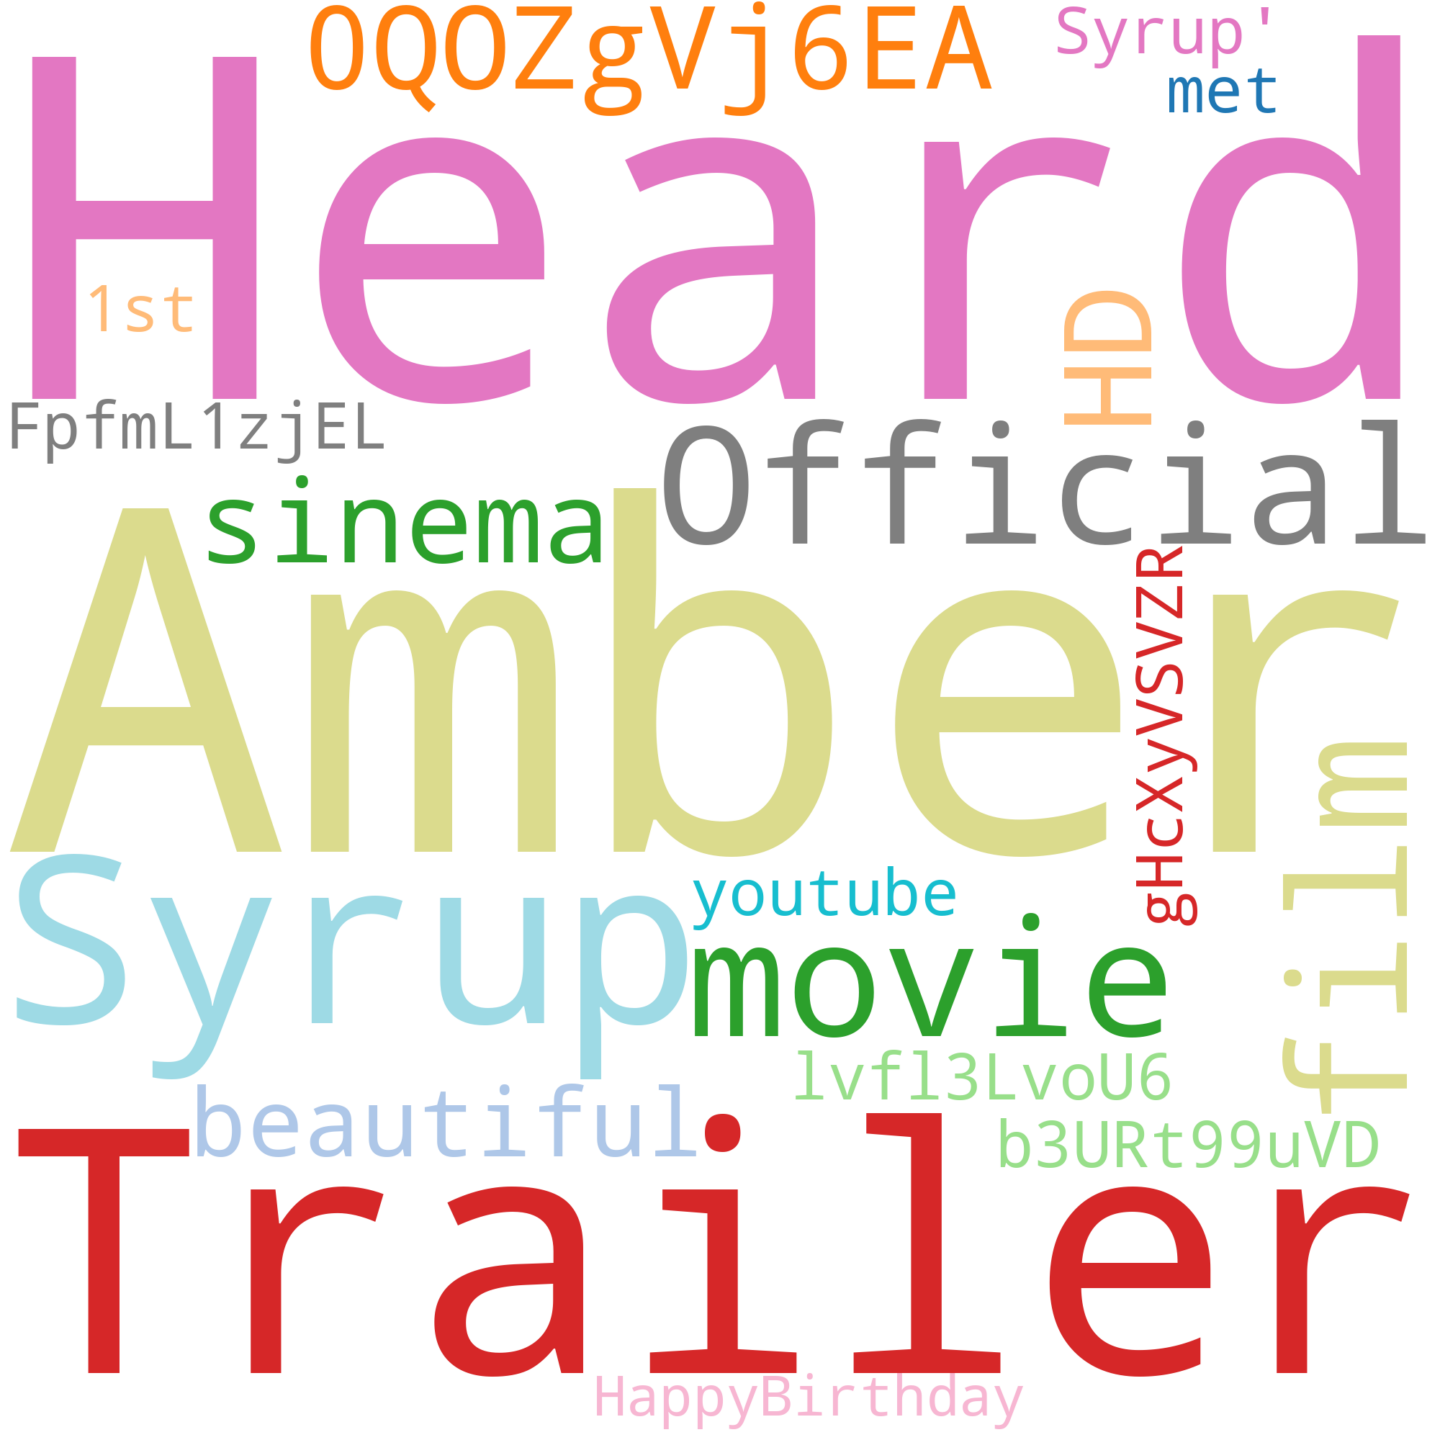 0QOZgVj6EA
Syrup'
met
Heard
1st
HD
FpfmL1zjEL
Official
sinema
Amber
gHcXyVSVZR
film
Syrup
youtube
movie
lvfl3LvoU6
beautiful
b3URt99uVD
Trailer
HappyBirthday